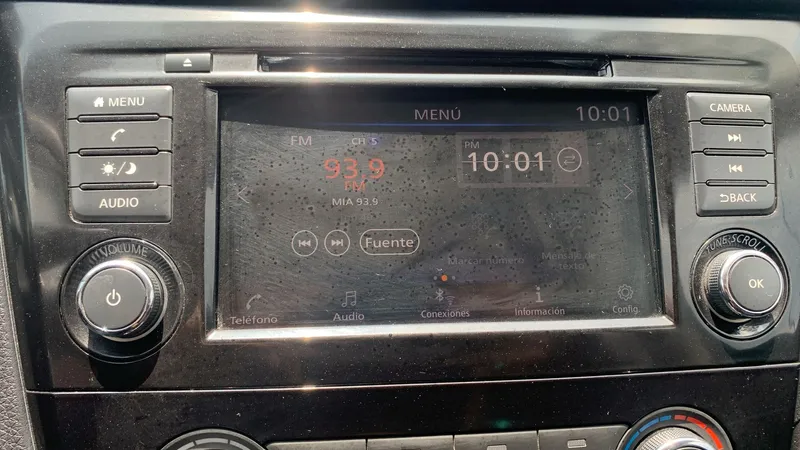 MENU
AUDIO
VOLUME
MENÚ 10:01
FM CH 5
93.9
FM
MIA 93.9
Fuente
PM
10:01
Marcar número
Mensaje de
texto
Teléfono
Audio
Conexiones
Información
Config.
CAMERA
BACK
TUNE/SCROLL
OK